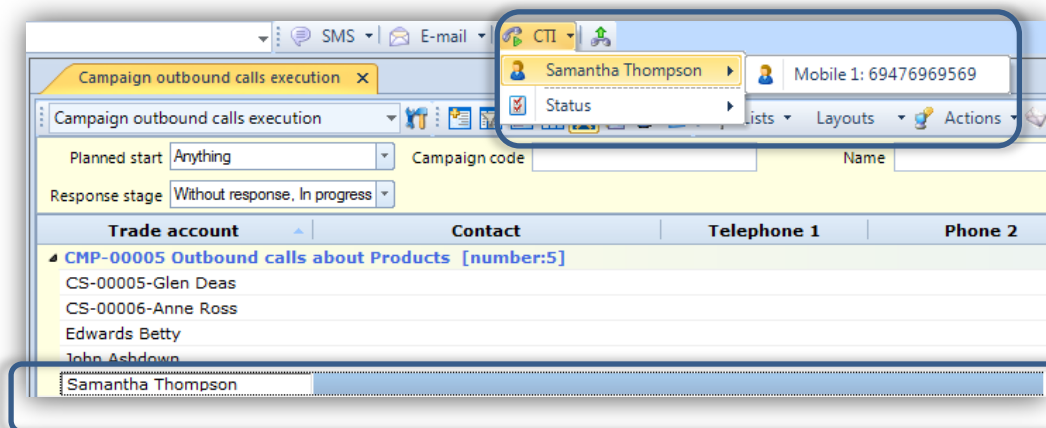 SMS E-mail CTI
Campaign outbound calls execution X
Samantha Thompson Mobile 1: 69476969569
Status
Campaign outbound calls execution Layouts Actions
Planned start Anything Campaign code Name
Response stage Without response, In progress
Trade account Contact Telephone 1 Phone 2
CMP-00005 Outbound calls about Products [number:5]
CS-00005-Glen Deas
CS-00006-Anne Ross
Edwards Betty
John Ashdown
Samantha Thompson